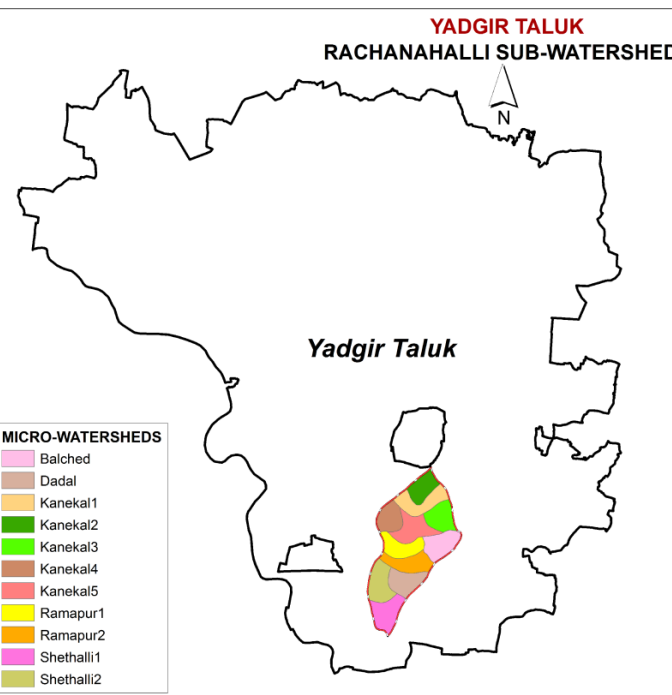 YADGIR TALUK
RACHANAHALLI SUB-WATERSHED
N
Yadgir Taluk
MICRO-WATERSHEDS
Balched
Dadal
Kanekal1
Kanekal2
Kanekal3
Kanekal4
Kanekal5
Ramapur1
Ramapur2
Shethalli1
Shethalli2